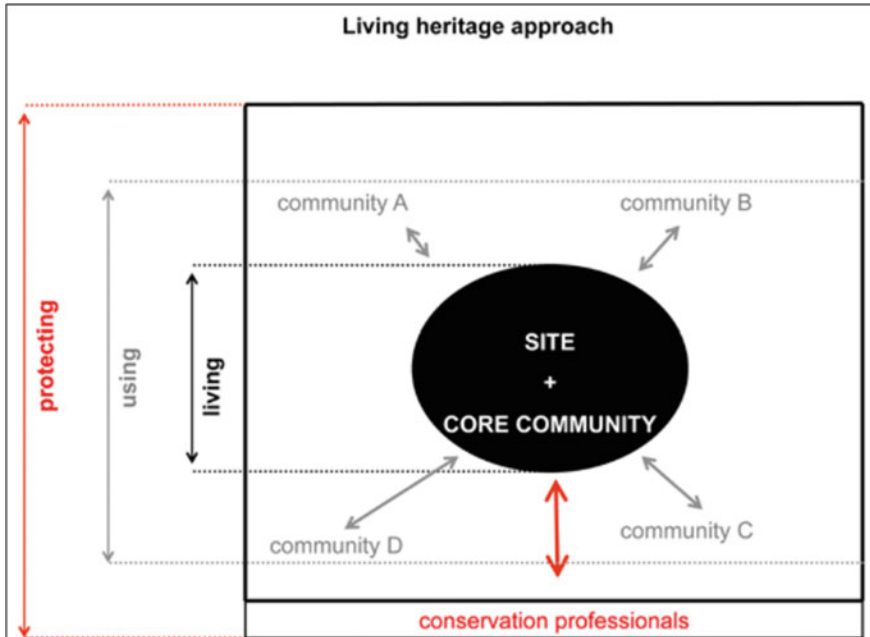 Living heritage approach
community A
community B
protecting
using
living
SITE
+
CORE COMMUNITY
community D
community C
conservation professionals